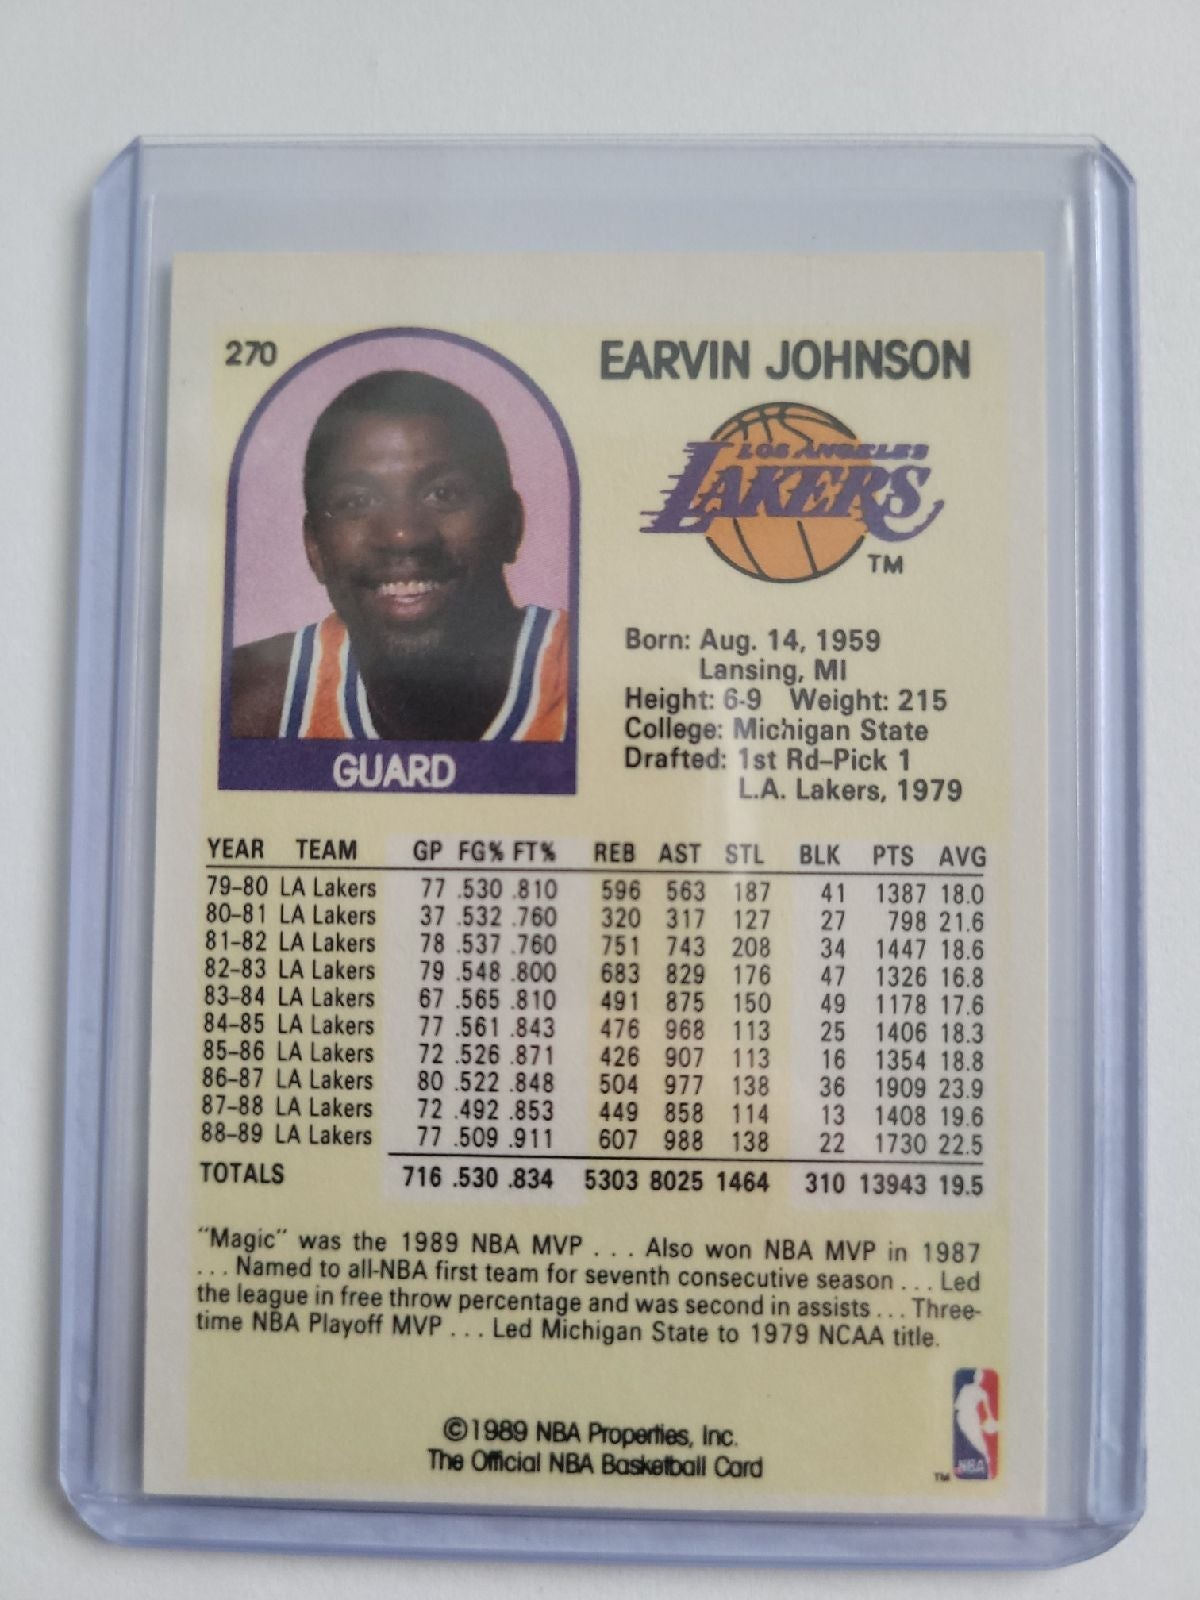 270
EARVIN JOHNSON
LOS ANGELES
LAKERS
TM
Born: Aug. 14, 1959
Lansing, MI
Height: 6-9 Weight: 215
College: Michigan State
Drafted: 1st Rd–Pick 1
L.A. Lakers, 1979
GUARD
YEAR TEAM GP FG% FT% REB AST STL BLK PTS AVG
79–80 LA Lakers 77 .530 .810 596 563 187 41 1387 18.0
80–81 LA Lakers 37 .532 .760 320 317 127 27 798 21.6
81–82 LA Lakers 78 .537 .760 751 743 208 34 1447 18.6
82–83 LA Lakers 79 .548 .800 683 829 176 47 1326 16.8
83–84 LA Lakers 67 .565 .810 491 875 150 49 1178 17.6
84–85 LA Lakers 77 .561 .843 476 968 113 25 1406 18.3
85–86 LA Lakers 72 .526 .871 426 907 113 16 1354 18.8
86–87 LA Lakers 80 .522 .848 504 977 138 36 1909 23.9
87–88 LA Lakers 72 .492 .853 449 858 114 13 1408 19.6
88–89 LA Lakers 77 .509 .911 607 988 138 22 1730 22.5
TOTALS 716 .530 .834 5303 8025 1464 310 13943 19.5
"Magic" was the 1989 NBA MVP . . . Also won NBA MVP in 1987
. . . Named to all-NBA first team for seventh consecutive season . . . Led
the league in free throw percentage and was second in assists . . . Three-
time NBA Playoff MVP . . . Led Michigan State to 1979 NCAA title.
©1989 NBA Properties, Inc.
The Official NBA Basketball Card
TM NBA